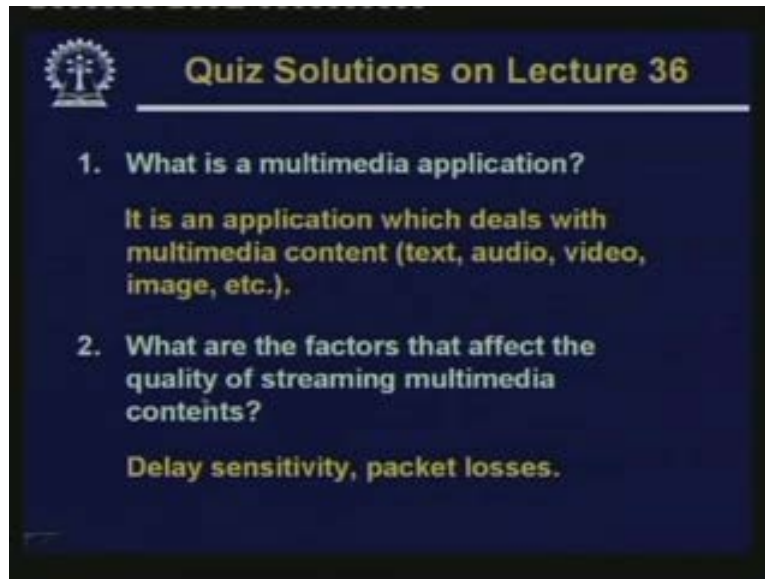 Quiz Solutions on Lecture 36
1. What is a multimedia application?
It is an application which deals with
multimedia content (text, audio, video,
image, etc.).
2. What are the factors that affect the
quality of streaming multimedia
contents?
Delay sensitivity, packet losses.